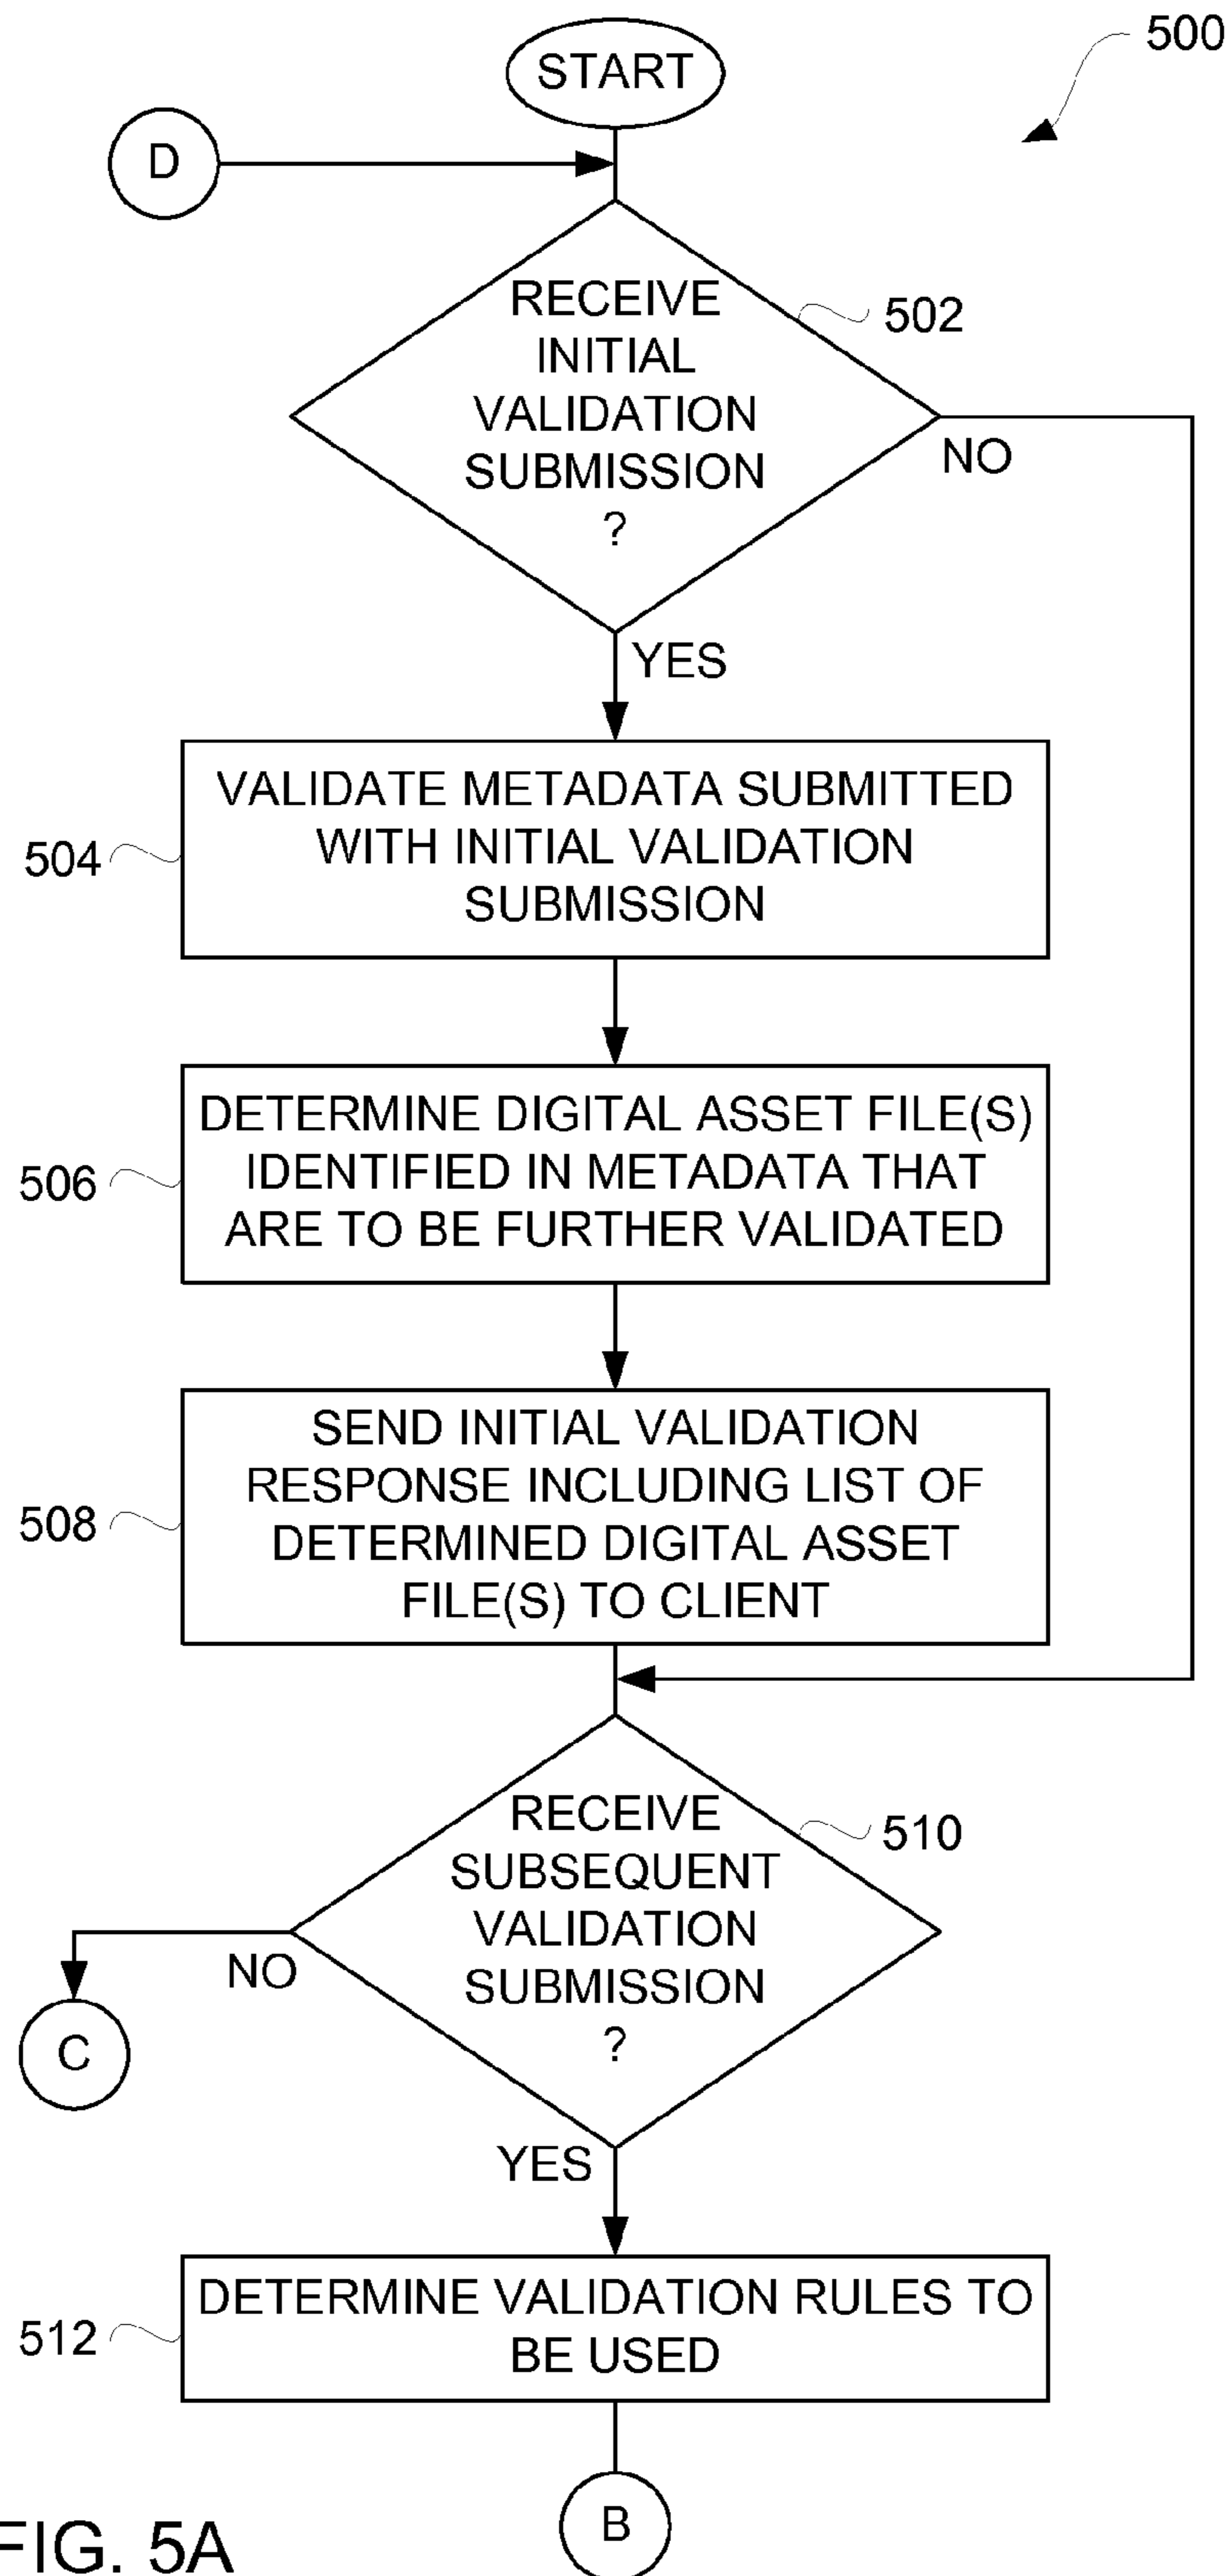 500
START
D
RECEIVE
INITIAL
VALIDATION
SUBMISSION
?
502
NO
YES
VALIDATE METADATA SUBMITTED
WITH INITIAL VALIDATION
SUBMISSION
504
DETERMINE DIGITAL ASSET FILE(S)
IDENTIFIED IN METADATA THAT
ARE TO BE FURTHER VALIDATED
506
SEND INITIAL VALIDATION
RESPONSE INCLUDING LIST OF
DETERMINED DIGITAL ASSET
FILE(S) TO CLIENT
508
RECEIVE
SUBSEQUENT
VALIDATION
SUBMISSION
?
510
NO
C
YES
DETERMINE VALIDATION RULES TO
BE USED
512
B
FIG. 5A